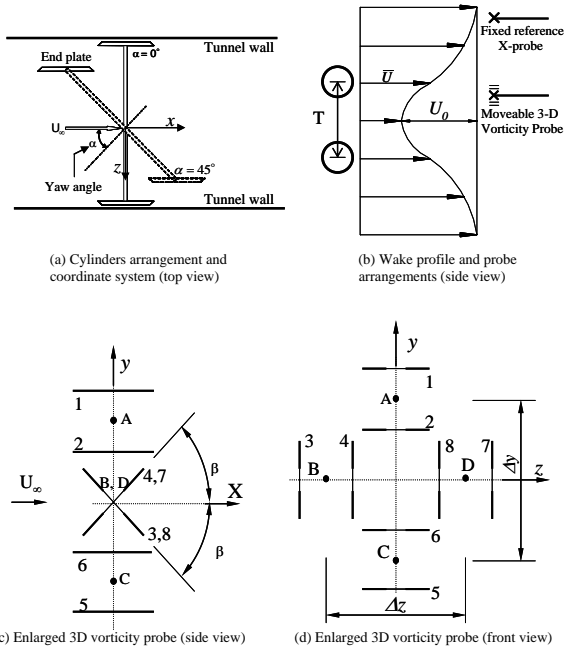 Tunnel wall
α=0°
End plate
U∞
x
α
z
α = 45°
Yaw angle
Tunnel wall
(a) Cylinders arrangement and
coordinate system (top view)
Fixed reference
X-probe
U̅
T
U₀
Moveable 3-D
Vorticity Probe
(b) Wake profile and probe
arrangements (side view)
y
1
A
2
β
B, D
4,7
U∞
X
3,8
β
6
C
5
c) Enlarged 3D vorticity probe (side view)
y
1
A
2
3
4
8
7
B
D
z
Δy
6
C
5
Δz
(d) Enlarged 3D vorticity probe (front view)